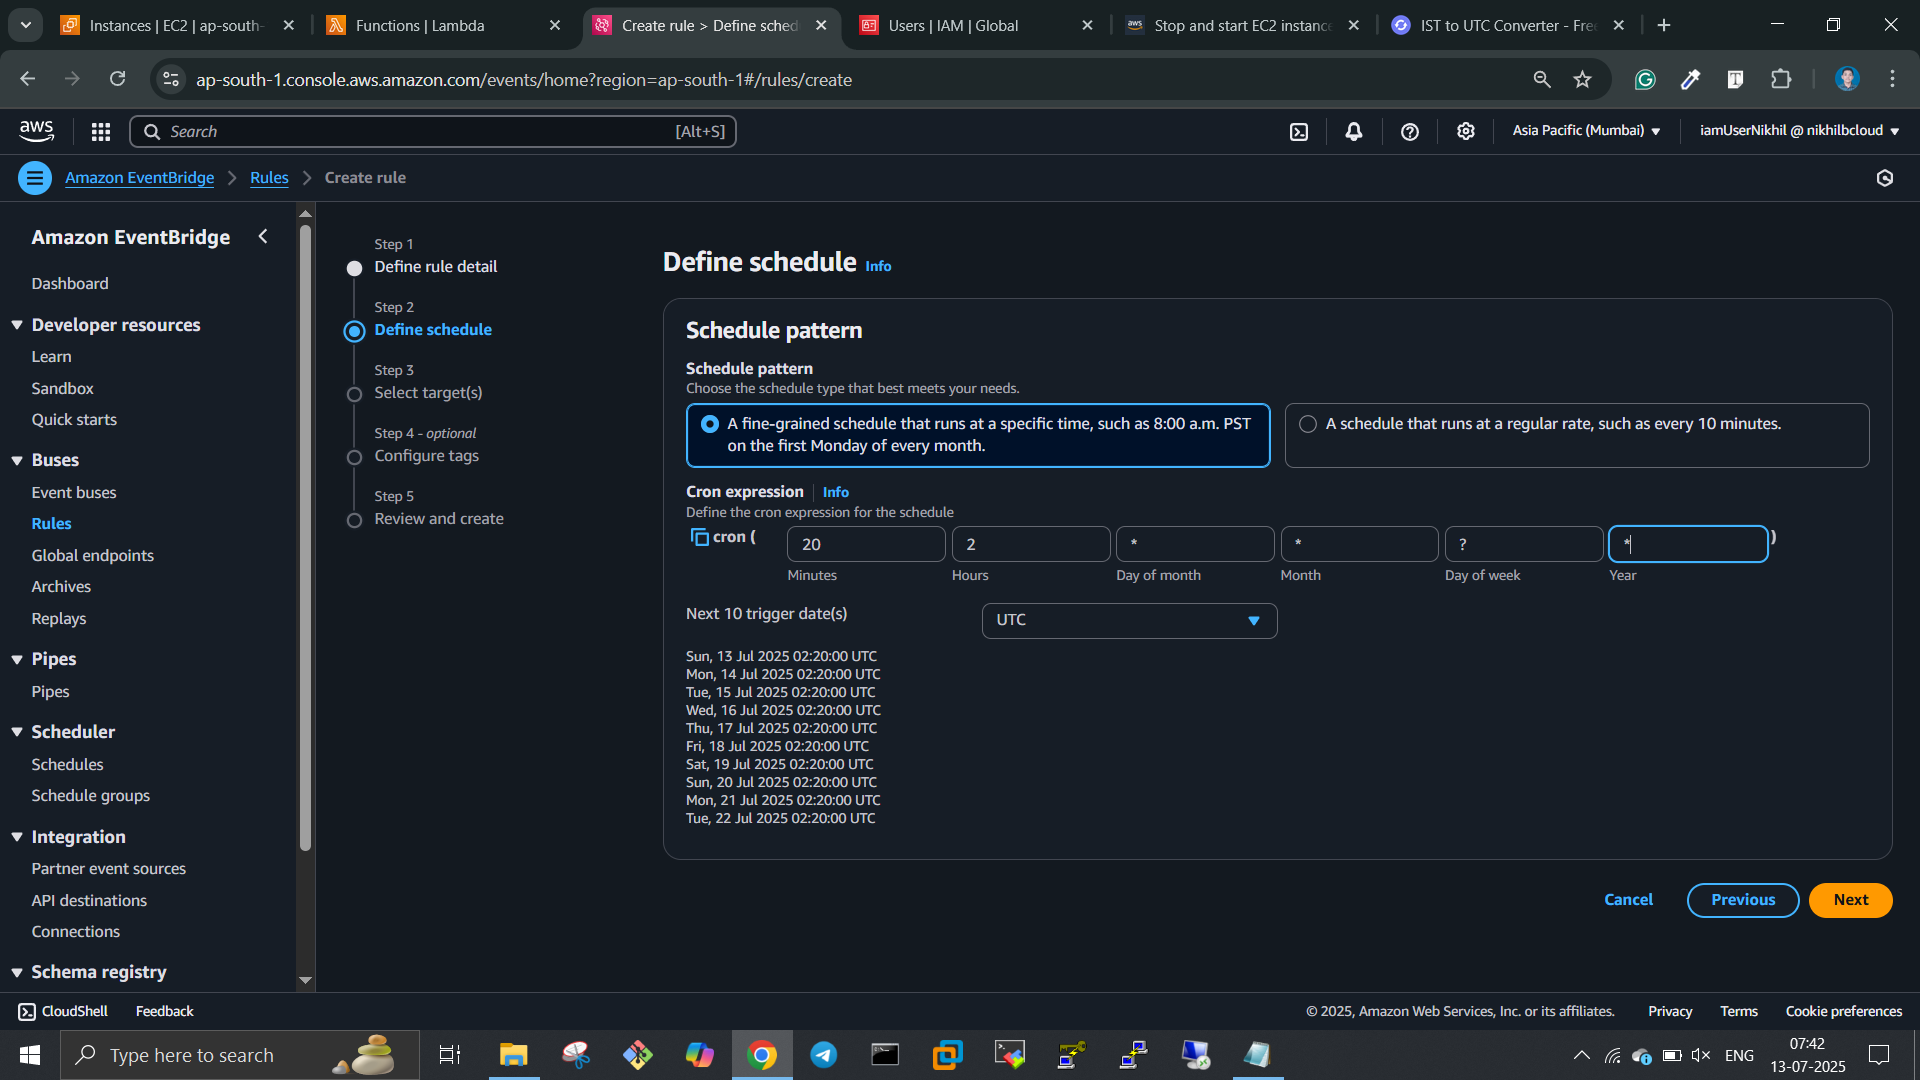 Instances | EC2 | ap-south-
Functions | Lambda
Create rule > Define sched
Users | IAM | Global
Stop and start EC2 instance
IST to UTC Converter - Fre
ap-south-1.console.aws.amazon.com/events/home?region=ap-south-1#/rules/create
aws
Search
[Alt+S]
Asia Pacific (Mumbai)
iamUserNikhil @ nikhilbcloud
Amazon EventBridge
Rules
Create rule
Amazon EventBridge
Dashboard
Developer resources
Learn
Sandbox
Quick starts
Buses
Event buses
Rules
Global endpoints
Archives
Replays
Pipes
Pipes
Scheduler
Schedules
Schedule groups
Integration
Partner event sources
API destinations
Connections
Schema registry
Step 1
Define rule detail
Step 2
Define schedule
Step 3
Select target(s)
Step 4 - optional
Configure tags
Step 5
Review and create
Define schedule Info
Schedule pattern
Schedule pattern
Choose the schedule type that best meets your needs.
A fine-grained schedule that runs at a specific time, such as 8:00 a.m. PST
on the first Monday of every month.
A schedule that runs at a regular rate, such as every 10 minutes.
Cron expression Info
Define the cron expression for the schedule
cron ( 20 2 * * ? * )
Minutes Hours Day of month Month Day of week Year
Next 10 trigger date(s)
UTC
Sun, 13 Jul 2025 02:20:00 UTC
Mon, 14 Jul 2025 02:20:00 UTC
Tue, 15 Jul 2025 02:20:00 UTC
Wed, 16 Jul 2025 02:20:00 UTC
Thu, 17 Jul 2025 02:20:00 UTC
Fri, 18 Jul 2025 02:20:00 UTC
Sat, 19 Jul 2025 02:20:00 UTC
Sun, 20 Jul 2025 02:20:00 UTC
Mon, 21 Jul 2025 02:20:00 UTC
Tue, 22 Jul 2025 02:20:00 UTC
Cancel
Previous
Next
CloudShell
Feedback
© 2025, Amazon Web Services, Inc. or its affiliates.
Privacy
Terms
Cookie preferences
Type here to search
ENG
07:42
13-07-2025